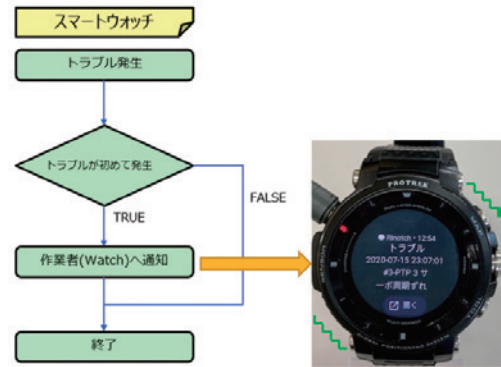 スマートウォッチ
トラブル発生
トラブルが初めて発生
FALSE
TRUE
作業者(Watch)へ通知
終了
PROTREK
12:54
トラブル
2020-07-15 23:07:01
#3-PTP 3 サ
ーボ周期ずれ
開く